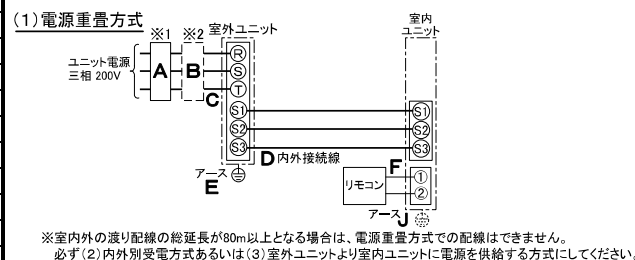 (1)電源重畳方式
※1 ※2 室外ユニット
室内
ユニット
ユニット電源
三相 200V
A
B
C
R
S
T
S1
S2
S3
S1
S2
S3
D 内外接続線
アース
E
F
リモコン
①
②
アース J
※室内外の渡り配線の総延長が80m以上となる場合は、電源重畳方式での配線はできません。
必ず(2)内外別受電方式あるいは(3)室外ユニットより室内ユニットに電源を供給する方式にしてください。